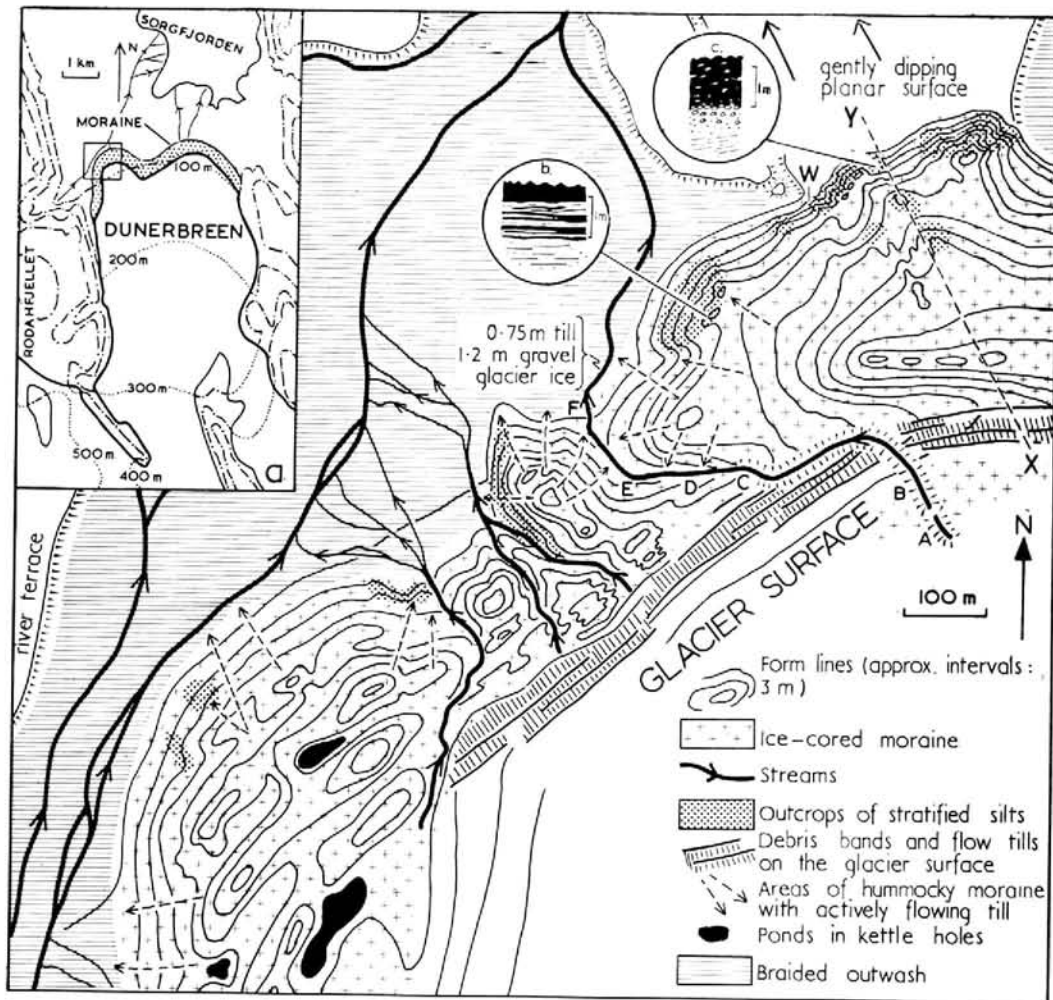 SORGFJORDEN
1 km
N
MORAINE
100 m
DUNERBREEN
200 m
RODAHFJELLET
300 m
500 m
400 m
a
c.
1m
gently dipping
planar surface
Y
W
b.
1m
0·75m till
1·2 m gravel
glacier ice
F
E
D
C
B
A
X
N
river terrace
GLACIER SURFACE
100 m
Form lines (approx. intervals :
3 m)
Ice-cored moraine
Streams
Outcrops of stratified silts
Debris bands and flow tills
on the glacier surface
Areas of hummocky moraine
with actively flowing till
Ponds in kettle holes
Braided outwash